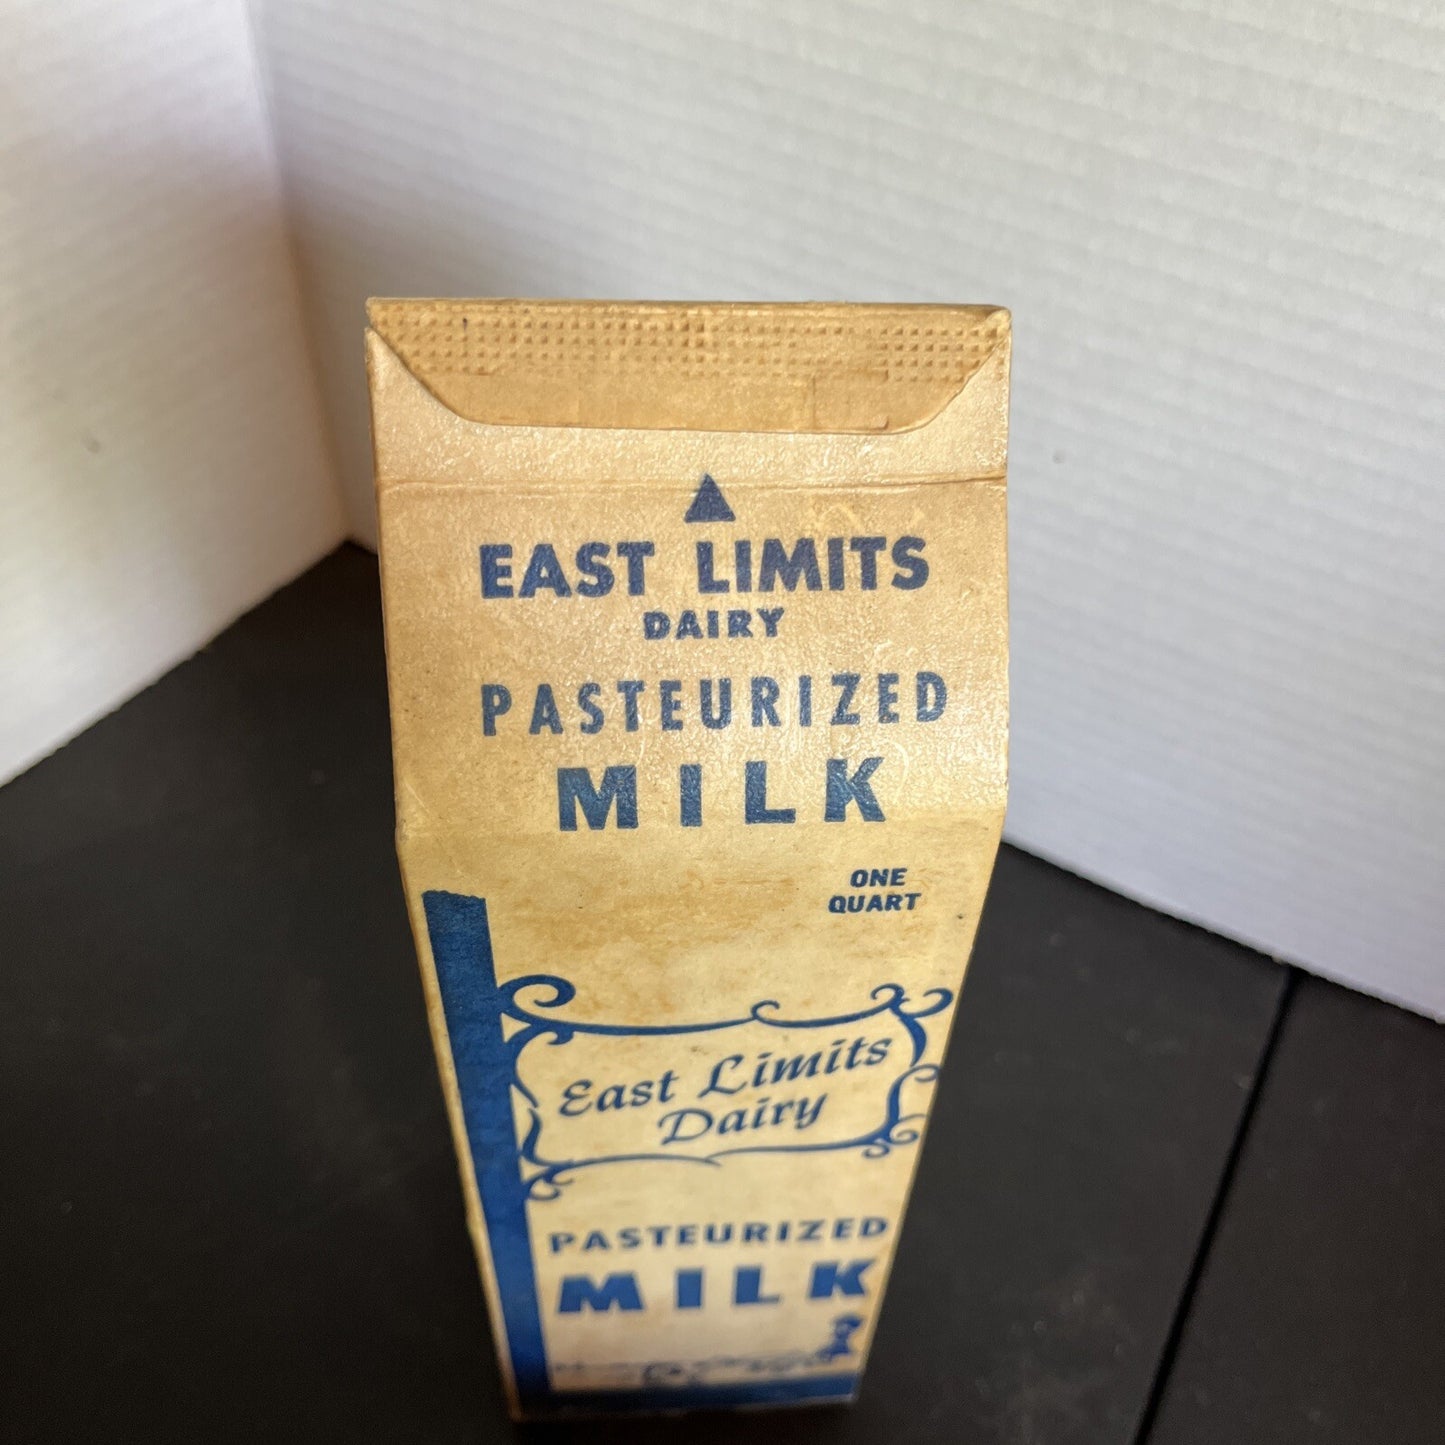 EAST LIMITS
DAIRY
PASTEURIZED
MILK
ONE
QUART
East Limits
Dairy
PASTEURIZED
MILK